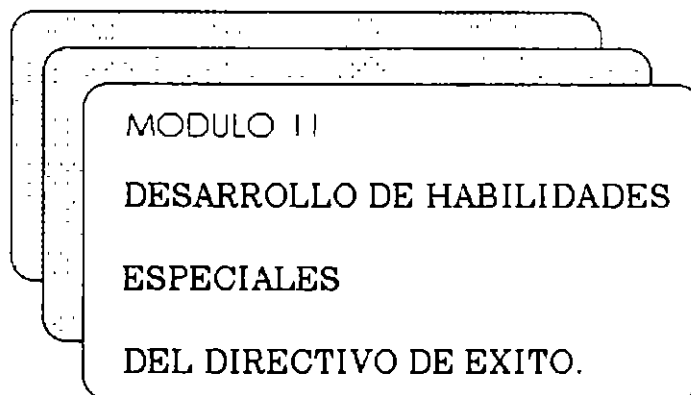 MODULO II
DESARROLLO DE HABILIDADES
ESPECIALES
DEL DIRECTIVO DE EXITO.